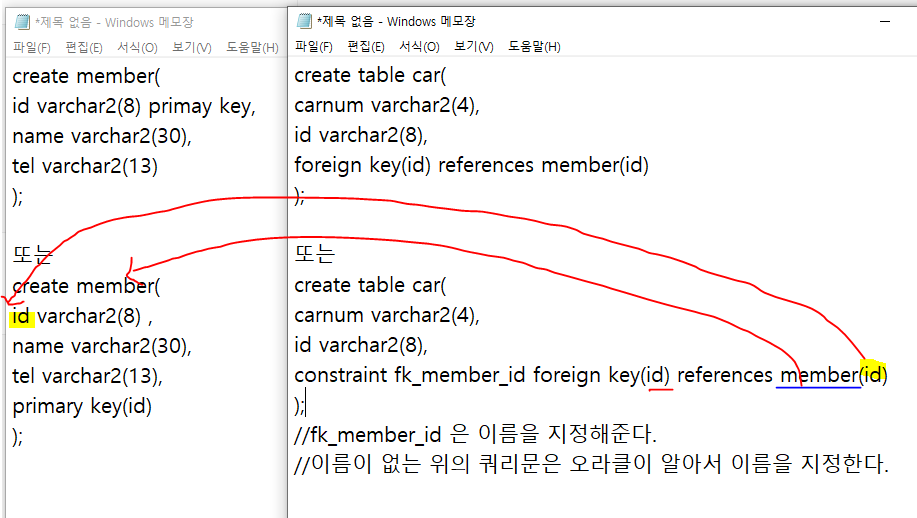 *제목 없음 - Windows 메모장
파일(F) 편집(E) 서식(O) 보기(V) 도움말(H)
create member(
id varchar2(8) primay key,
name varchar2(30),
tel varchar2(13)
);
또는
create member(
id varchar2(8) ,
name varchar2(30),
tel varchar2(13),
primary key(id)
);
*제목 없음 - Windows 메모장
파일(F) 편집(E) 서식(O) 보기(V) 도움말(H)
create table car(
carnum varchar2(4),
id varchar2(8),
foreign key(id) references member(id)
);
또는
create table car(
carnum varchar2(4),
id varchar2(8),
constraint fk_member_id foreign key(id) references member(id)
);
//fk_member_id 은 이름을 지정해준다.
//이름이 없는 위의 쿼리문은 오라클이 알아서 이름을 지정한다.